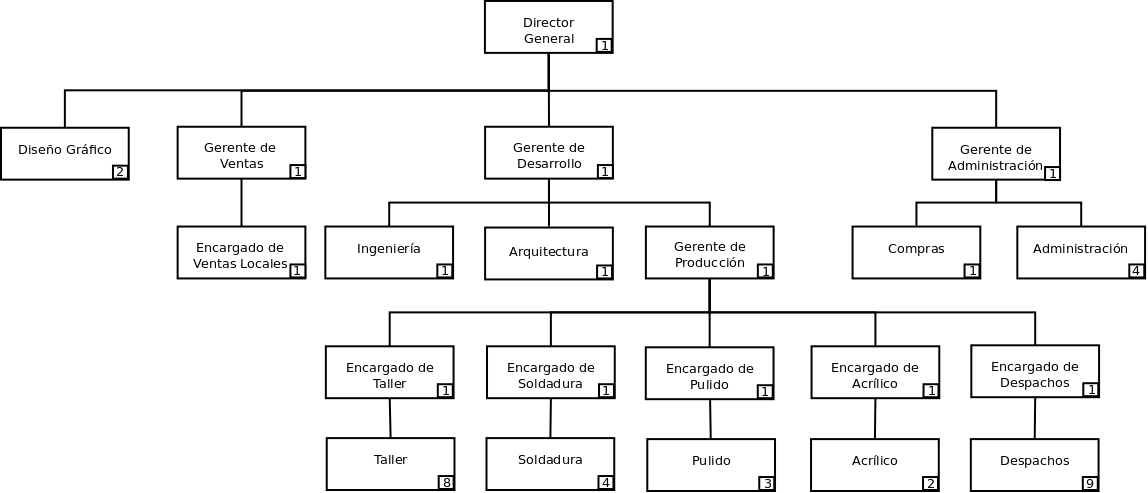 Director
General
1
Diseño Gráfico
2
Gerente de
Ventas
1
Gerente de
Desarrollo
1
Gerente de
Administración
1
Encargado de
Ventas Locales
1
Ingeniería
1
Arquitectura
1
Gerente de
Producción
1
Compras
1
Administración
4
Encargado de
Taller
1
Encargado de
Soldadura
1
Encargado de
Pulido
1
Encargado de
Acrílico
1
Encargado de
Despachos
1
Taller
8
Soldadura
4
Pulido
3
Acrílico
2
Despachos
9